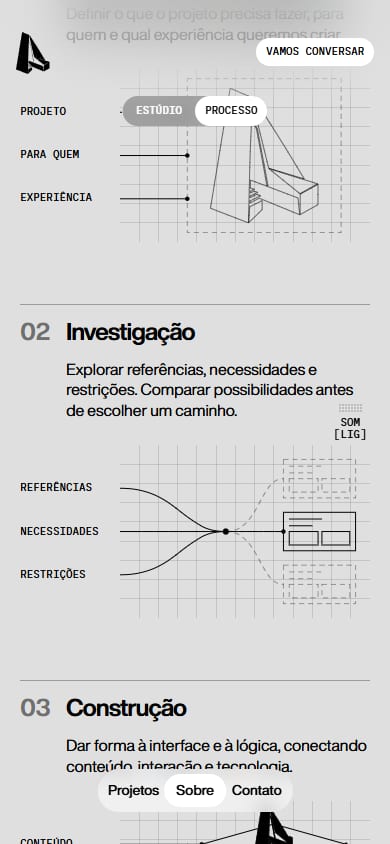 Definir o que o projeto precisa fazer, para
quem e qual experiência queremos criar.
VAMOS CONVERSAR
PROJETO
ESTÚDIO
PROCESSO
PARA QUEM
EXPERIÊNCIA
02 Investigação
Explorar referências, necessidades e
restrições. Comparar possibilidades antes
de escolher um caminho.
SOM
[LIG]
REFERÊNCIAS
NECESSIDADES
RESTRIÇÕES
03 Construção
Dar forma à interface e à lógica, conectando
conteúdo, interação e tecnologia.
Projetos Sobre Contato
CONTEÚDO